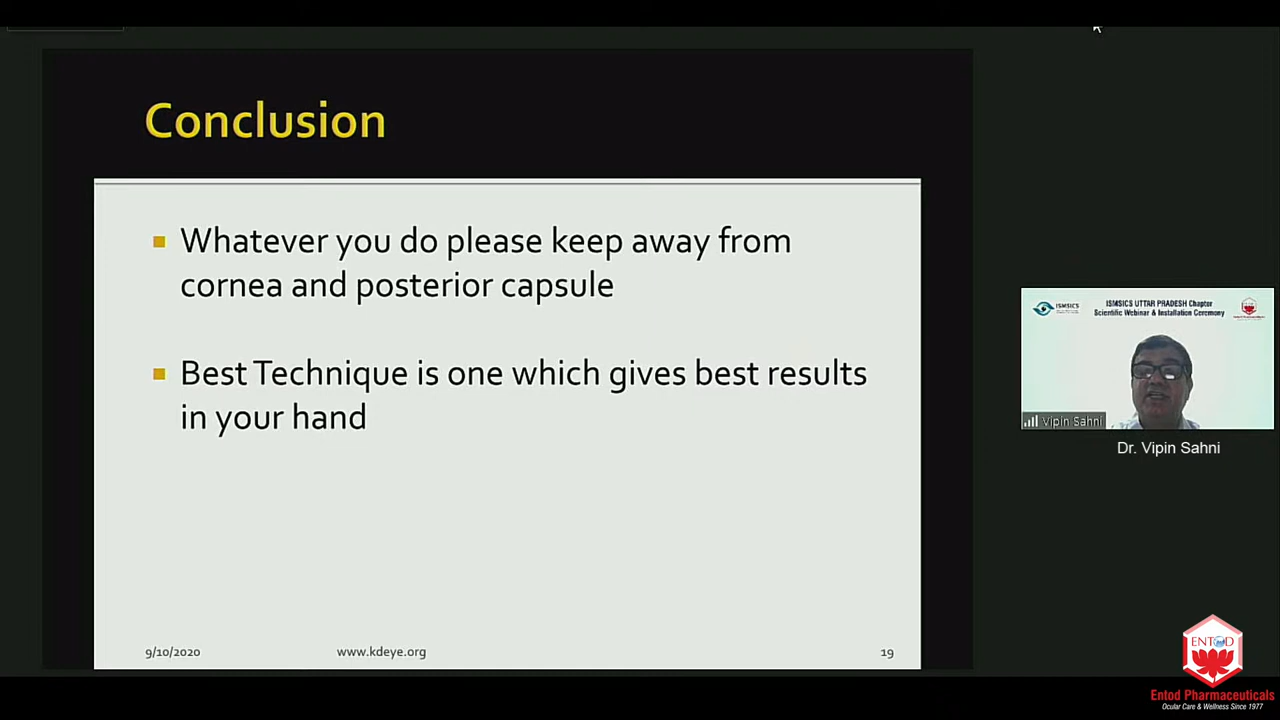 Conclusion
Whatever you do please keep away from
cornea and posterior capsule
Best Technique is one which gives best results
in your hand
9/10/2020
www.kdeye.org
19
ISMSICS
ISMSICS UTTAR PRADESH Chapter
Scientific Webinar & Installation Ceremony
Vipin Sahni
Dr. Vipin Sahni
ENTOD
Entod Pharmaceuticals
Ocular Care & Wellness Since 1977